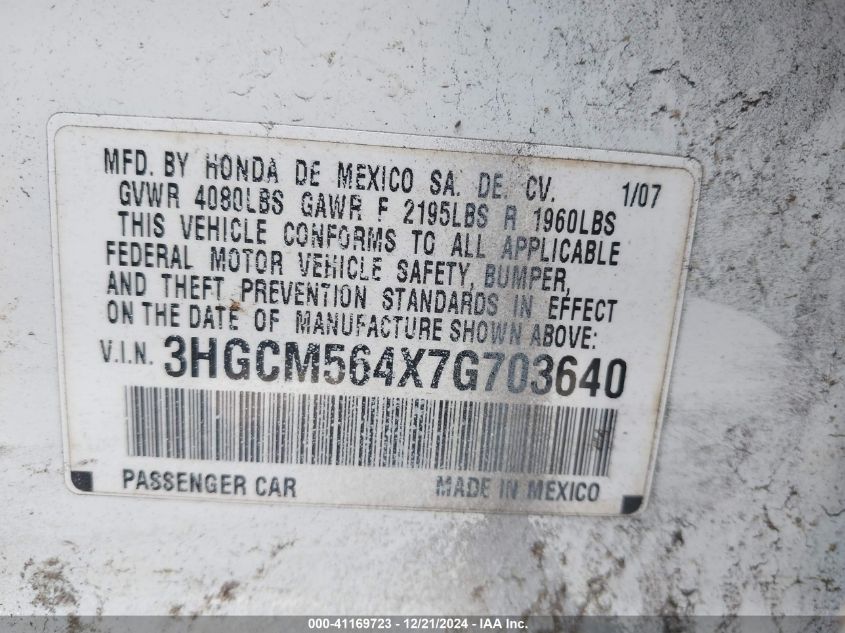 MFD. BY HONDA DE MEXICO SA. DE. CV. 1/07
GVWR 4080LBS GAWR F 2195LBS R 1960LBS
THIS VEHICLE CONFORMS TO ALL APPLICABLE
FEDERAL MOTOR VEHICLE SAFETY, BUMPER,
AND THEFT PREVENTION STANDARDS IN EFFECT
ON THE DATE OF MANUFACTURE SHOWN ABOVE:
V.I.N. 3HGCM564X7G703640
PASSENGER CAR MADE IN MEXICO
000-41169723 - 12/21/2024 - IAA Inc.